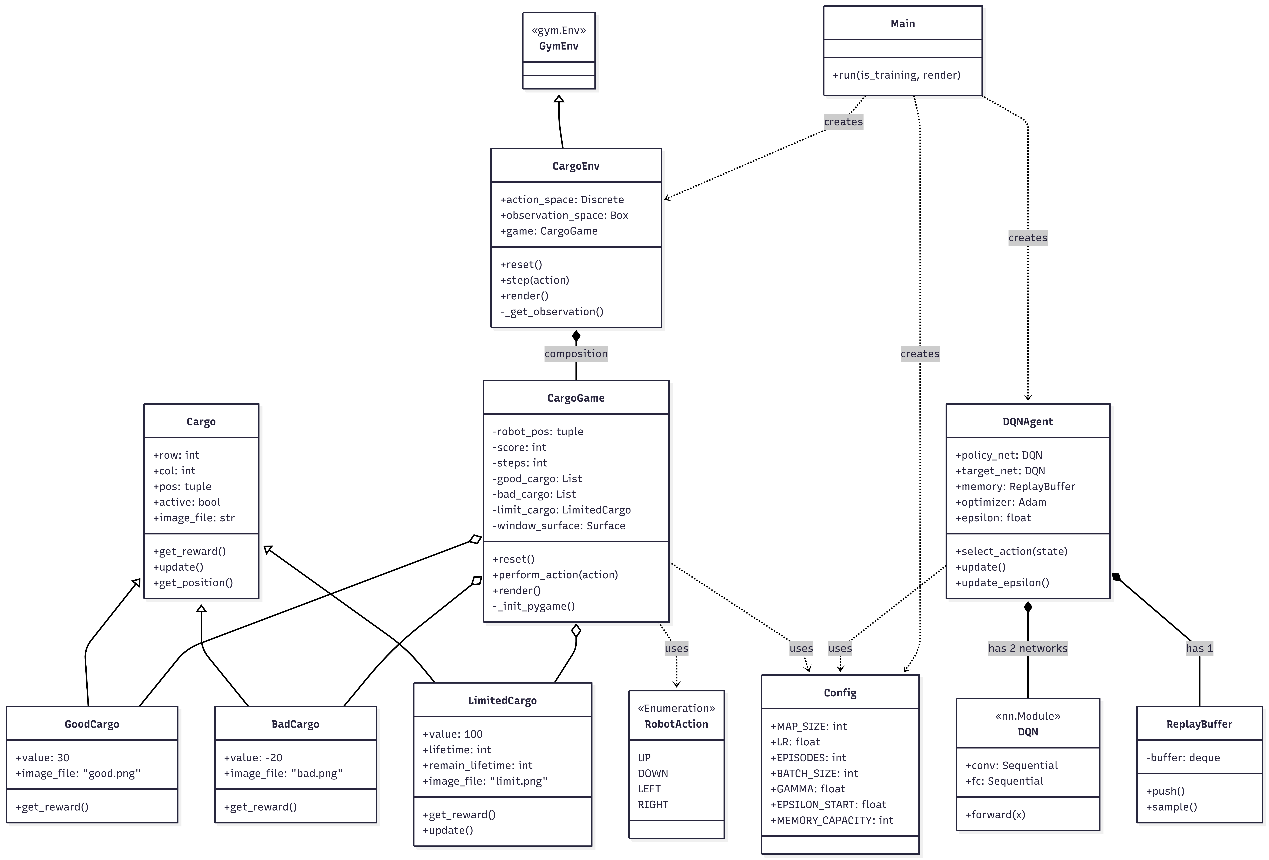 «gym.Env»
GymEnv
Main
+run(is_training, render)
creates
CargoEnv
+action_space: Discrete
+observation_space: Box
+game: CargoGame
+reset()
+step(action)
+render()
-_get_observation()
creates
composition
creates
Cargo
+row: int
+col: int
+pos: tuple
+active: bool
+image_file: str
+get_reward()
+update()
+get_position()
CargoGame
-robot_pos: tuple
-score: int
-steps: int
-good_cargo: List
-bad_cargo: List
-limit_cargo: LimitedCargo
-window_surface: Surface
+reset()
+perform_action(action)
+render()
-_init_pygame()
DQNAgent
+policy_net: DQN
+target_net: DQN
+memory: ReplayBuffer
+optimizer: Adam
+epsilon: float
+select_action(state)
+update()
+update_epsilon()
uses
uses
uses
has 2 networks
has 1
GoodCargo
+value: 30
+image_file: "good.png"
+get_reward()
BadCargo
+value: -20
+image_file: "bad.png"
+get_reward()
LimitedCargo
+value: 100
+lifetime: int
+remain_lifetime: int
+image_file: "limit.png"
+get_reward()
+update()
«Enumeration»
RobotAction
UP
DOWN
LEFT
RIGHT
Config
+MAP_SIZE: int
+LR: float
+EPISODES: int
+BATCH_SIZE: int
+GAMMA: float
+EPSILON_START: float
+MEMORY_CAPACITY: int
«nn.Module»
DQN
+conv: Sequential
+fc: Sequential
+forward(x)
ReplayBuffer
-buffer: deque
+push()
+sample()